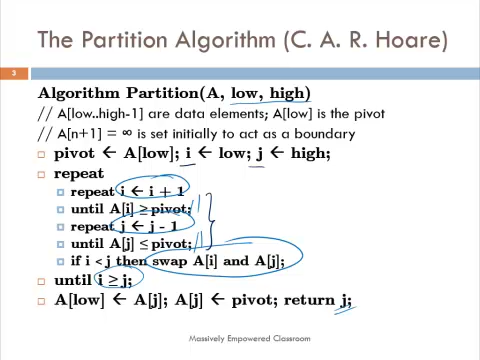 The Partition Algorithm (C. A. R. Hoare)
3
Algorithm Partition(A, low, high)
// A[low..high-1] are data elements; A[low] is the pivot
// A[n+1] = ∞ is set initially to act as a boundary
pivot ← A[low]; i ← low; j ← high;
repeat
repeat i ← i + 1
until A[i] ≥ pivot;
repeat j ← j - 1
until A[j] ≤ pivot;
if i < j then swap A[i] and A[j];
until i ≥ j;
A[low] ← A[j]; A[j] ← pivot; return j;
Massively Empowered Classroom